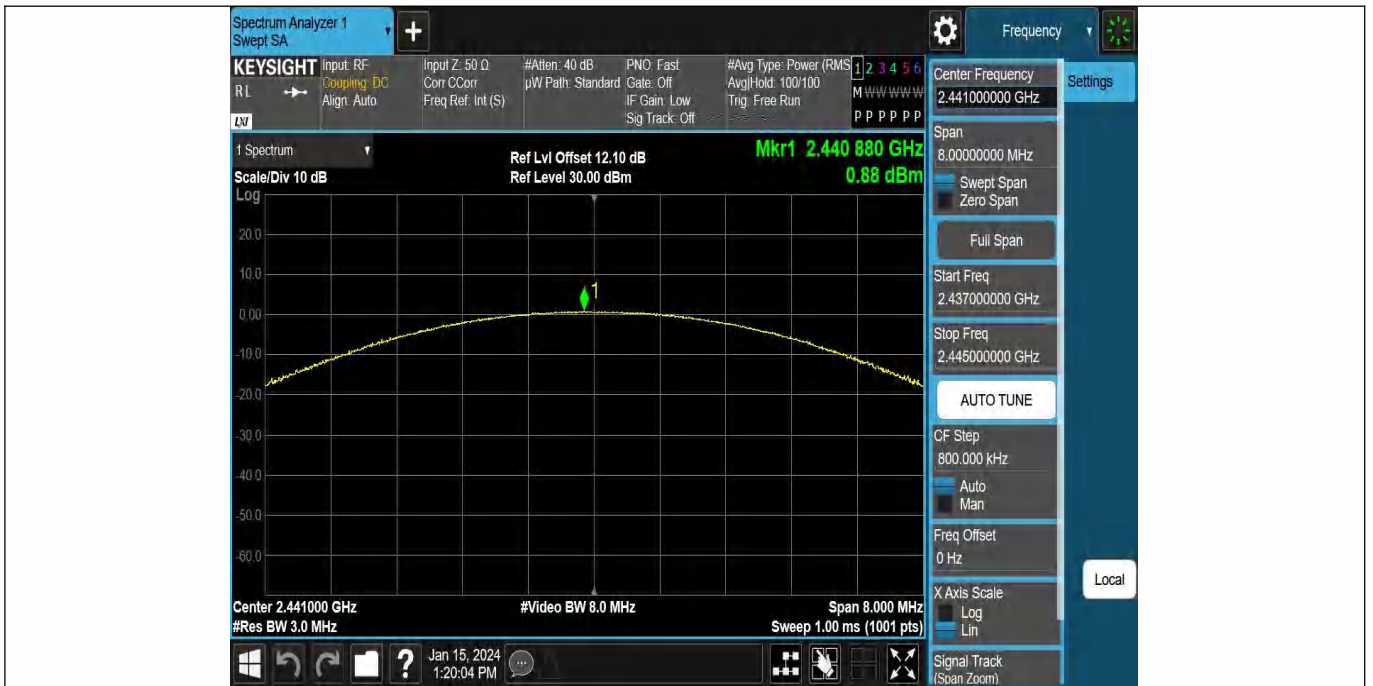 Spectrum Analyzer 1
Swept SA
Frequency
KEYSIGHT
RL
LXI
Input: RF
Coupling: DC
Align: Auto
Input Z: 50 Ω
Corr CCorr
Freq Ref: Int (S)
#Atten: 40 dB
µW Path: Standard
PNO: Fast
Gate: Off
IF Gain: Low
Sig Track: Off
#Avg Type: Power (RMS
Avg|Hold: 100/100
Trig: Free Run
1 2 3 4 5 6
M W W W W W
P P P P P P
1 Spectrum
Scale/Div 10 dB
Log
Ref Lvl Offset 12.10 dB
Ref Level 30.00 dBm
Mkr1 2.440 880 GHz
0.88 dBm
20.0
10.0
1
0.00
-10.0
-20.0
-30.0
-40.0
-50.0
-60.0
Center 2.441000 GHz
#Video BW 8.0 MHz
Span 8.000 MHz
#Res BW 3.0 MHz
Sweep 1.00 ms (1001 pts)
Center Frequency
2.441000000 GHz
Settings
Span
8.00000000 MHz
Swept Span
Zero Span
Full Span
Start Freq
2.437000000 GHz
Stop Freq
2.445000000 GHz
AUTO TUNE
CF Step
800.000 kHz
Auto
Man
Freq Offset
0 Hz
X Axis Scale
Log
Lin
Local
Signal Track
(Span Zoom)
?
Jan 15, 2024
1:20:04 PM